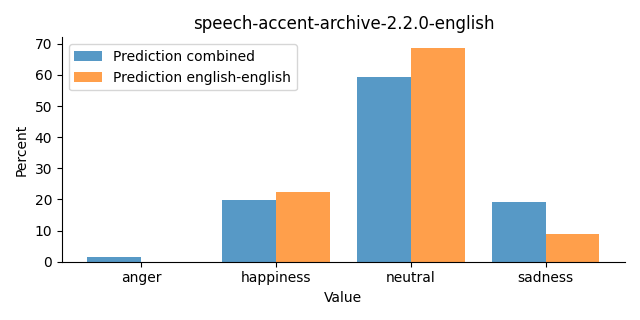 speech-accent-archive-2.2.0-english
Prediction combined
Prediction english-english
Percent
70
60
50
40
30
20
10
0
anger
happiness
neutral
sadness
Value